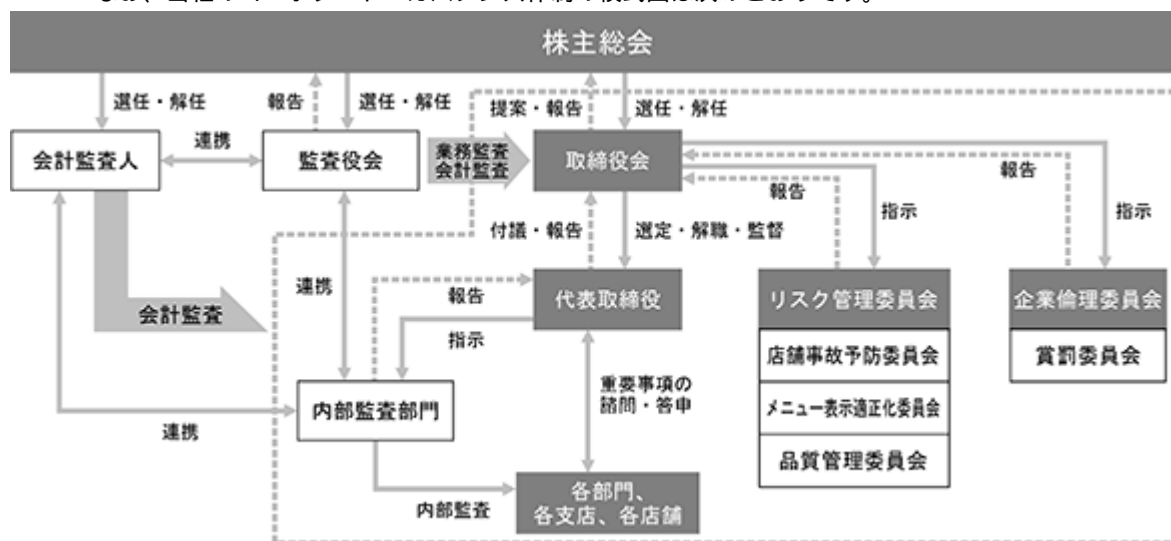 株主総会
選任・解任
報告
選任・解任
提案・報告
選任・解任
会計監査人
連携
監査役会
業務監査
会計監査
取締役会
報告
指示
報告
指示
付議・報告
選定・解職・監督
連携
会計監査
報告
指示
代表取締役
リスク管理委員会
店舗事故予防委員会
メニュー表示適正化委員会
品質管理委員会
企業倫理委員会
賞罰委員会
重要事項の
諮問・答申
内部監査部門
連携
内部監査
各部門、
各支店、各店舗